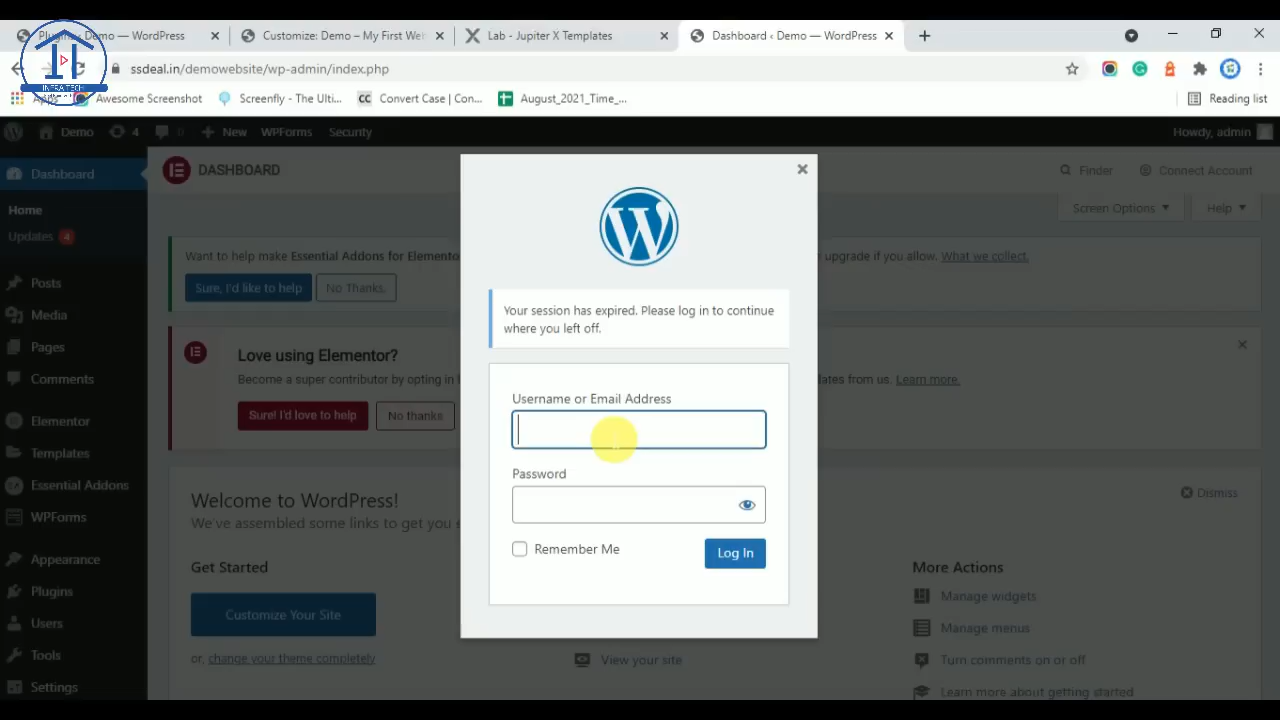 Plugins ‹ Demo — WordPress
Customize: Demo – My First Web
Lab - Jupiter X Templates
Dashboard ‹ Demo — WordPress
ssdeal.in/demowebsite/wp-admin/index.php
INFRA TECH
Apps
Awesome Screenshot
Screenfly - The Ulti...
CC
Convert Case | Con...
August_2021_Time_...
Reading list
Demo
4
0
New
WPForms
Security
Howdy, admin
Dashboard
Home
Updates 4
Posts
Media
Pages
Comments
Elementor
Templates
Essential Addons
WPForms
Appearance
Plugins
Users
Tools
Settings
DASHBOARD
Finder
Connect Account
Screen Options
Help
Want to help make Essential Addons for Elemento
upgrade if you allow. What we collect.
Sure, I'd like to help
No Thanks.
Love using Elementor?
Become a super contributor by opting in
lates from us. Learn more.
Sure! I'd love to help
No thanks
Welcome to WordPress!
We've assembled some links to get you
Dismiss
Get Started
Customize Your Site
or, change your theme completely
View your site
More Actions
Manage widgets
Manage menus
Turn comments on or off
Learn more about getting started
Your session has expired. Please log in to continue
where you left off.
Username or Email Address
Password
Remember Me
Log In